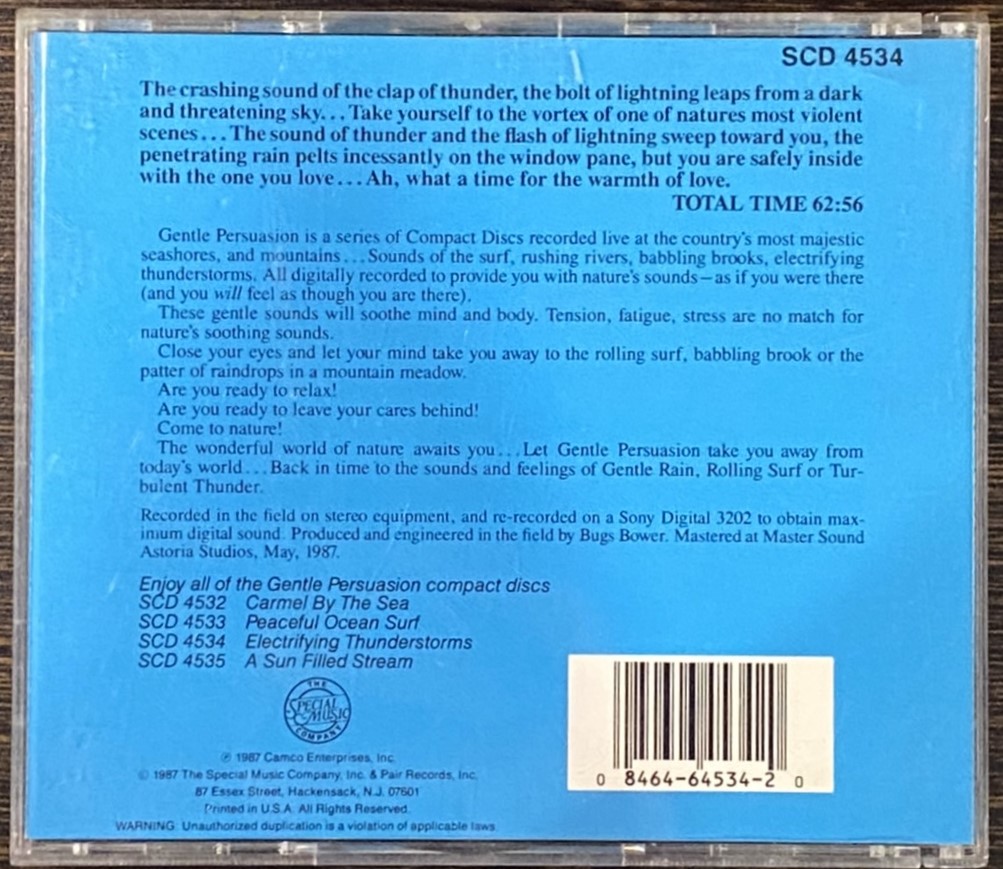 SCD 4534
The crashing sound of the clap of thunder, the bolt of lightning leaps from a dark
and threatening sky... Take yourself to the vortex of one of natures most violent
scenes... The sound of thunder and the flash of lightning sweep toward you, the
penetrating rain pelts incessantly on the window pane, but you are safely inside
with the one you love... Ah, what a time for the warmth of love.
TOTAL TIME 62:56
Gentle Persuasion is a series of Compact Discs recorded live at the country's most majestic
seashores, and mountains... Sounds of the surf, rushing rivers, babbling brooks, electrifying
thunderstorms. All digitally recorded to provide you with nature's sounds—as if you were there
(and you will feel as though you are there).
These gentle sounds will soothe mind and body. Tension, fatigue, stress are no match for
nature's soothing sounds.
Close your eyes and let your mind take you away to the rolling surf, babbling brook or the
patter of raindrops in a mountain meadow.
Are you ready to relax!
Are you ready to leave your cares behind!
Come to nature!
The wonderful world of nature awaits you... Let Gentle Persuasion take you away from
today's world... Back in time to the sounds and feelings of Gentle Rain, Rolling Surf or Tur-
bulent Thunder.
Recorded in the field on stereo equipment, and re-recorded on a Sony Digital 3202 to obtain max-
imum digital sound. Produced and engineered in the field by Bugs Bower. Mastered at Master Sound
Astoria Studios, May, 1987.
Enjoy all of the Gentle Persuasion compact discs
SCD 4532 Carmel By The Sea
SCD 4533 Peaceful Ocean Surf
SCD 4534 Electrifying Thunderstorms
SCD 4535 A Sun Filled Stream
THE
SPECIAL
MUSIC
COMPANY
℗ 1987 Camco Enterprises, Inc.
© 1987 The Special Music Company, Inc. & Pair Records, Inc.
87 Essex Street, Hackensack, N.J. 07601
Printed in U.S.A. All Rights Reserved.
WARNING: Unauthorized duplication is a violation of applicable laws.
0 8464-64534-2 0